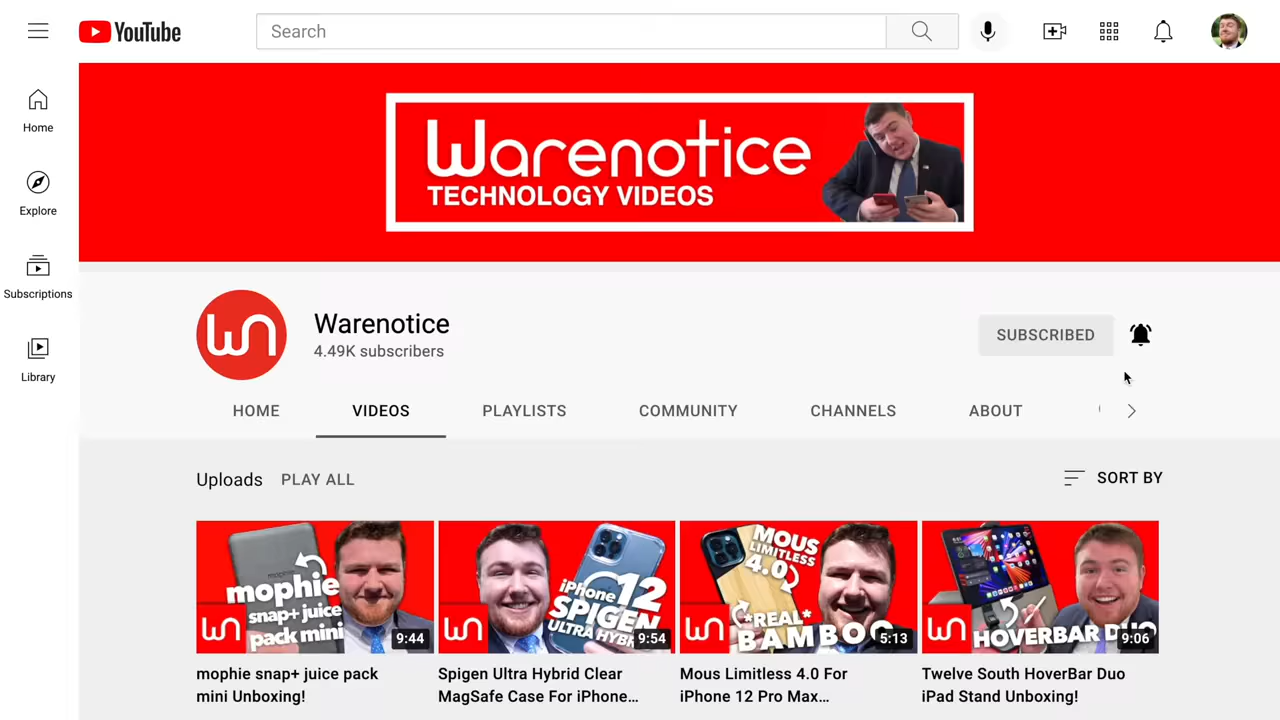 YouTube
Search
Home
Explore
Subscriptions
Library
Warenotice
TECHNOLOGY VIDEOS
wn
Warenotice
4.49K subscribers
SUBSCRIBED
HOME
VIDEOS
PLAYLISTS
COMMUNITY
CHANNELS
ABOUT
Uploads
PLAY ALL
SORT BY
mophie
snap+ juice
pack mini
wn
9:44
iPhone 12
SPIGEN
ULTRA HYBR
wn
9:54
MOUS
LIMITLESS
4.0
*REAL*
BAMBOO
wn
5:13
HOVERBAR DUO
wn
9:06
mophie snap+ juice pack
mini Unboxing!
Spigen Ultra Hybrid Clear
MagSafe Case For iPhone...
Mous Limitless 4.0 For
iPhone 12 Pro Max...
Twelve South HoverBar Duo
iPad Stand Unboxing!